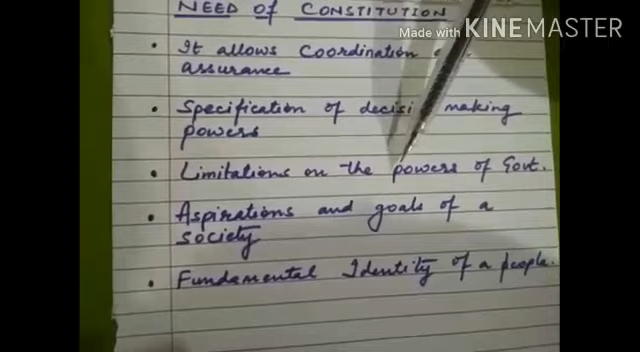 NEED OF CONSTITUTION
Made with KINEMASTER
• It allows Coordination
assurance
• Specification of decisi making
powers
• Limitations on the powers of Govt.
• Aspirations and goals of a
society
• Fundamental Identity of a people.